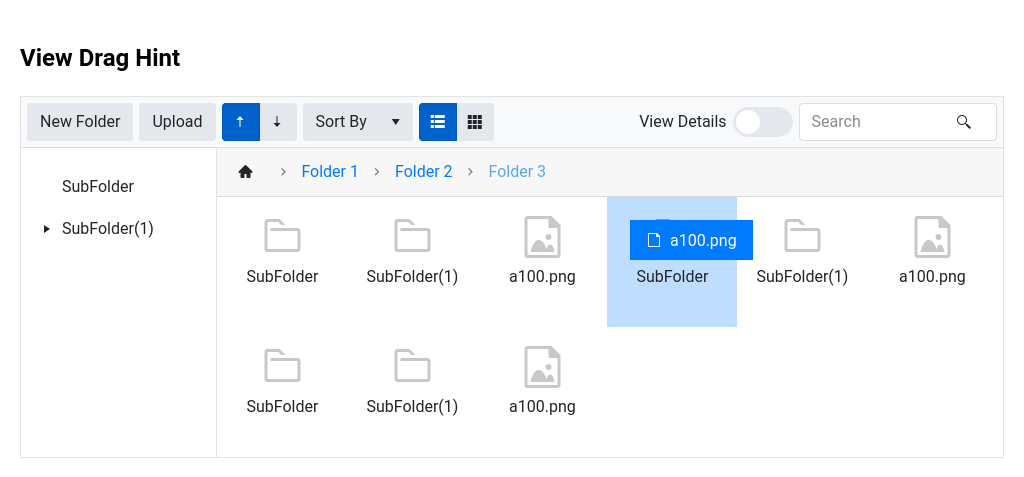 View Drag Hint
New Folder Upload Sort By View Details Search
Folder 1 Folder 2 Folder 3
SubFolder
SubFolder(1)
a100.png
SubFolder SubFolder(1) a100.png SubFolder SubFolder(1) a100.png
SubFolder SubFolder(1) a100.png